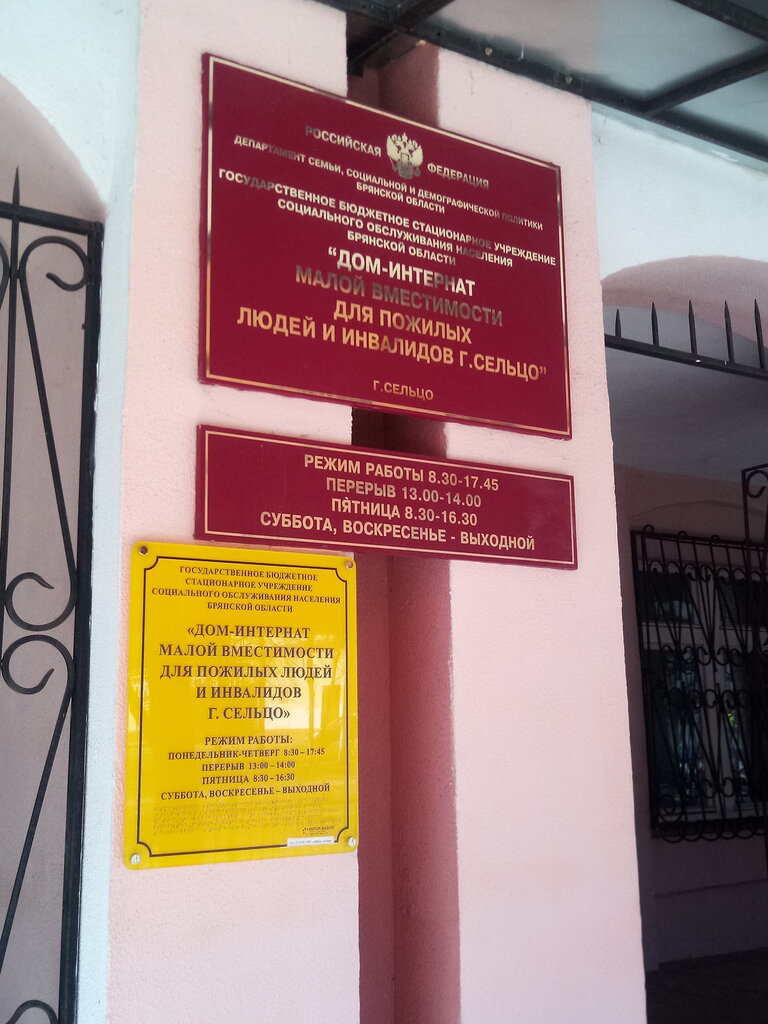 РОССИЙСКАЯ ФЕДЕРАЦИЯ
ДЕПАРТАМЕНТ СЕМЬИ, СОЦИАЛЬНОЙ И ДЕМОГРАФИЧЕСКОЙ ПОЛИТИКИ
БРЯНСКОЙ ОБЛАСТИ
ГОСУДАРСТВЕННОЕ БЮДЖЕТНОЕ СТАЦИОНАРНОЕ УЧРЕЖДЕНИЕ
СОЦИАЛЬНОГО ОБСЛУЖИВАНИЯ НАСЕЛЕНИЯ
БРЯНСКОЙ ОБЛАСТИ
“ДОМ-ИНТЕРНАТ
МАЛОЙ ВМЕСТИМОСТИ
ДЛЯ ПОЖИЛЫХ
ЛЮДЕЙ И ИНВАЛИДОВ Г.СЕЛЬЦО”
Г.СЕЛЬЦО
РЕЖИМ РАБОТЫ 8.30-17.45
ПЕРЕРЫВ 13.00-14.00
ПЯТНИЦА 8.30-16.30
СУББОТА, ВОСКРЕСЕНЬЕ - ВЫХОДНОЙ
ГОСУДАРСТВЕННОЕ БЮДЖЕТНОЕ
СТАЦИОНАРНОЕ УЧРЕЖДЕНИЕ
СОЦИАЛЬНОГО ОБСЛУЖИВАНИЯ НАСЕЛЕНИЯ
БРЯНСКОЙ ОБЛАСТИ
«ДОМ-ИНТЕРНАТ
МАЛОЙ ВМЕСТИМОСТИ
ДЛЯ ПОЖИЛЫХ ЛЮДЕЙ
И ИНВАЛИДОВ
Г. СЕЛЬЦО»
РЕЖИМ РАБОТЫ:
ПОНЕДЕЛЬНИК-ЧЕТВЕРГ 8:30 – 17:45
ПЕРЕРЫВ 13:00 – 14:00
ПЯТНИЦА 8:30 – 16:30
СУББОТА, ВОСКРЕСЕНЬЕ – ВЫХОДНОЙ